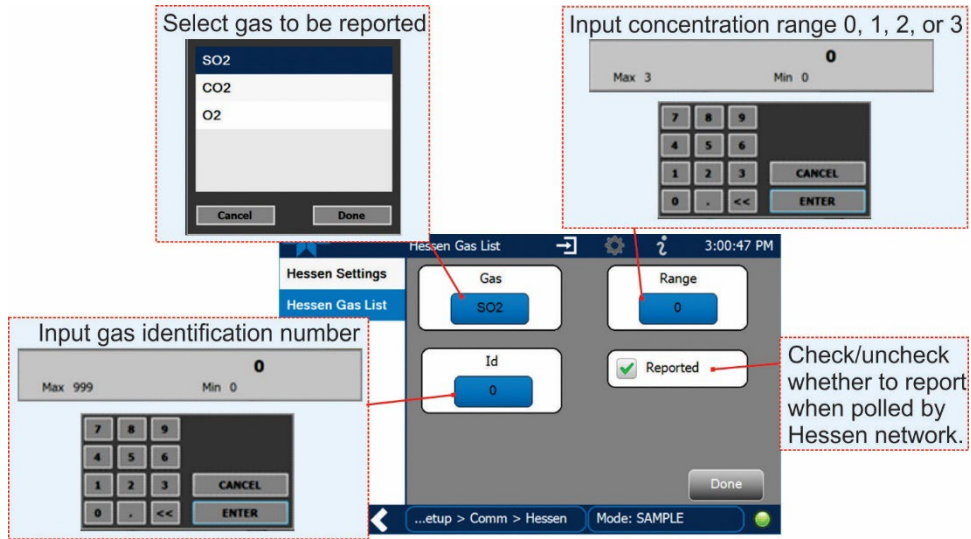 Select gas to be reported
SO2
CO2
O2
Cancel Done
Input concentration range 0, 1, 2, or 3
0
Max 3 Min 0
7 8 9
4 5 6
1 2 3 CANCEL
0 . << ENTER
Hessen Gas List 3:00:47 PM
Hessen Settings
Hessen Gas List
Gas
SO2
Range
0
Id
0
Reported
Done
...etup > Comm > Hessen Mode: SAMPLE
Input gas identification number
0
Max 999 Min 0
7 8 9
4 5 6
1 2 3 CANCEL
0 . << ENTER
Check/uncheck
whether to report
when polled by
Hessen network.